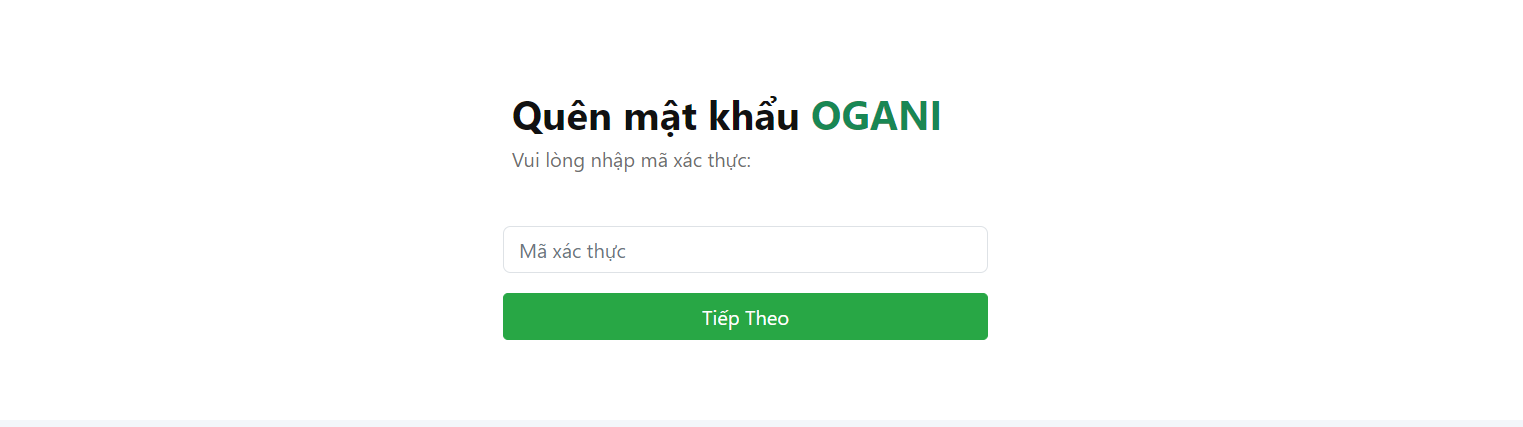 Quên mật khẩu OGANI
Vui lòng nhập mã xác thực:
Mã xác thực
Tiếp Theo